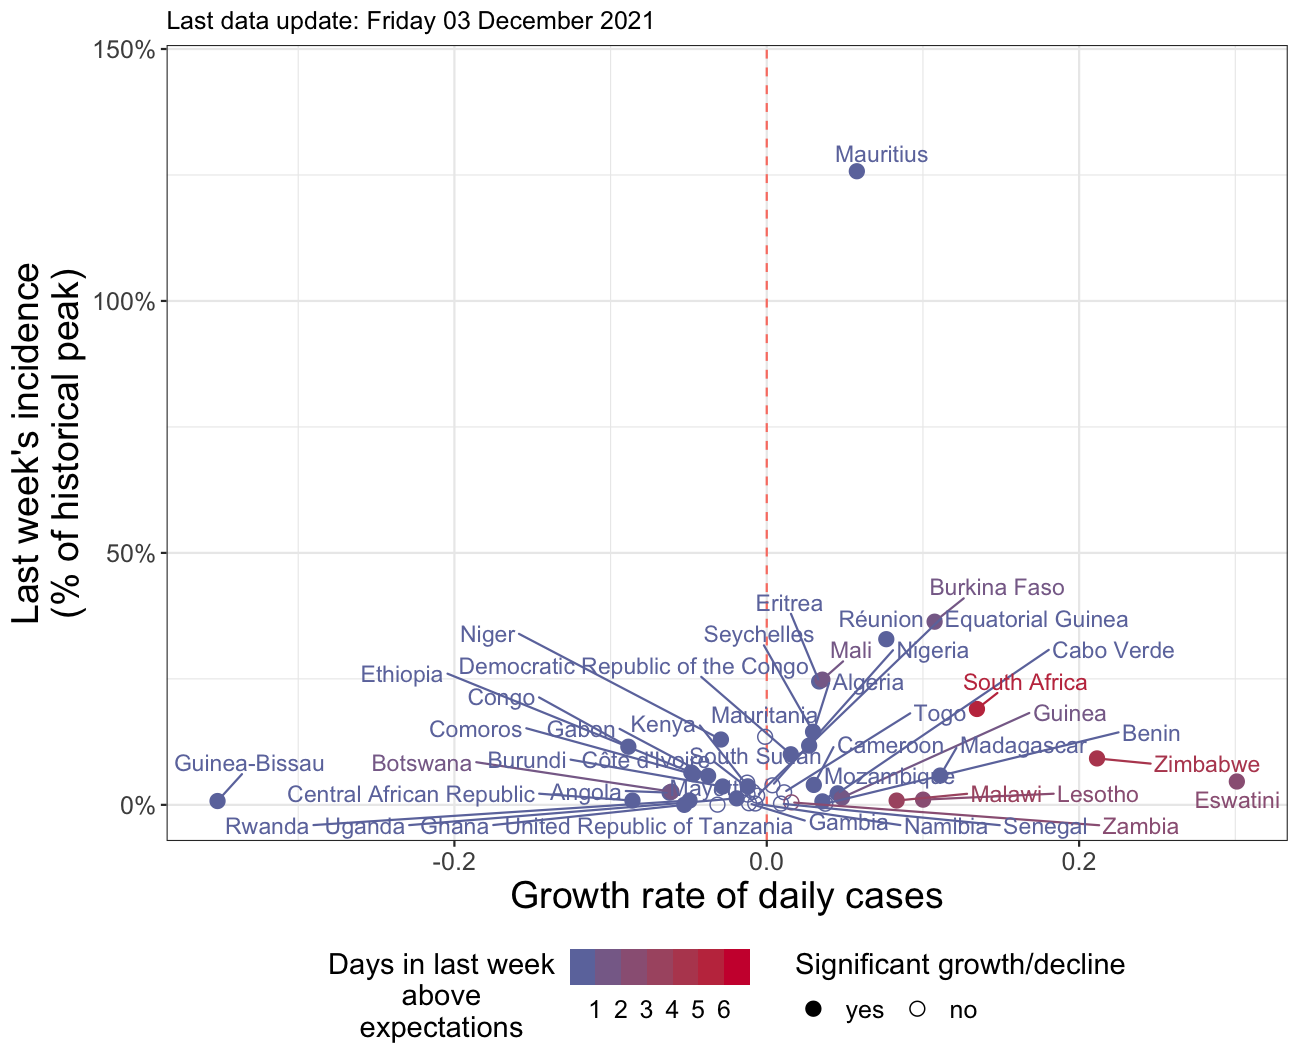 Last data update: Friday 03 December 2021
150%
Mauritius
Last week's incidence
(% of historical peak)
100%
50%
Burkina Faso
Eritrea
Réunion
Equatorial Guinea
Niger
Seychelles
Mali
Nigeria
Cabo Verde
Ethiopia
Democratic Republic of the Congo
Algeria
South Africa
Congo
Mauritania
Togo
Guinea
Comoros
Gabon
Kenya
Benin
Cameroon
Madagascar
Guinea-Bissau
Botswana
Burundi
Côte d'Ivoire
South Sudan
Zimbabwe
Mozambique
Central African Republic
Angola
Mayotte
Malawi
Lesotho
Eswatini
0%
Rwanda
Uganda
Ghana
United Republic of Tanzania
Gambia
Namibia
Senegal
Zambia
-0.2
0.0
0.2
Growth rate of daily cases
Days in last week
above
expectations
1 2 3 4 5 6
Significant growth/decline
yes
no